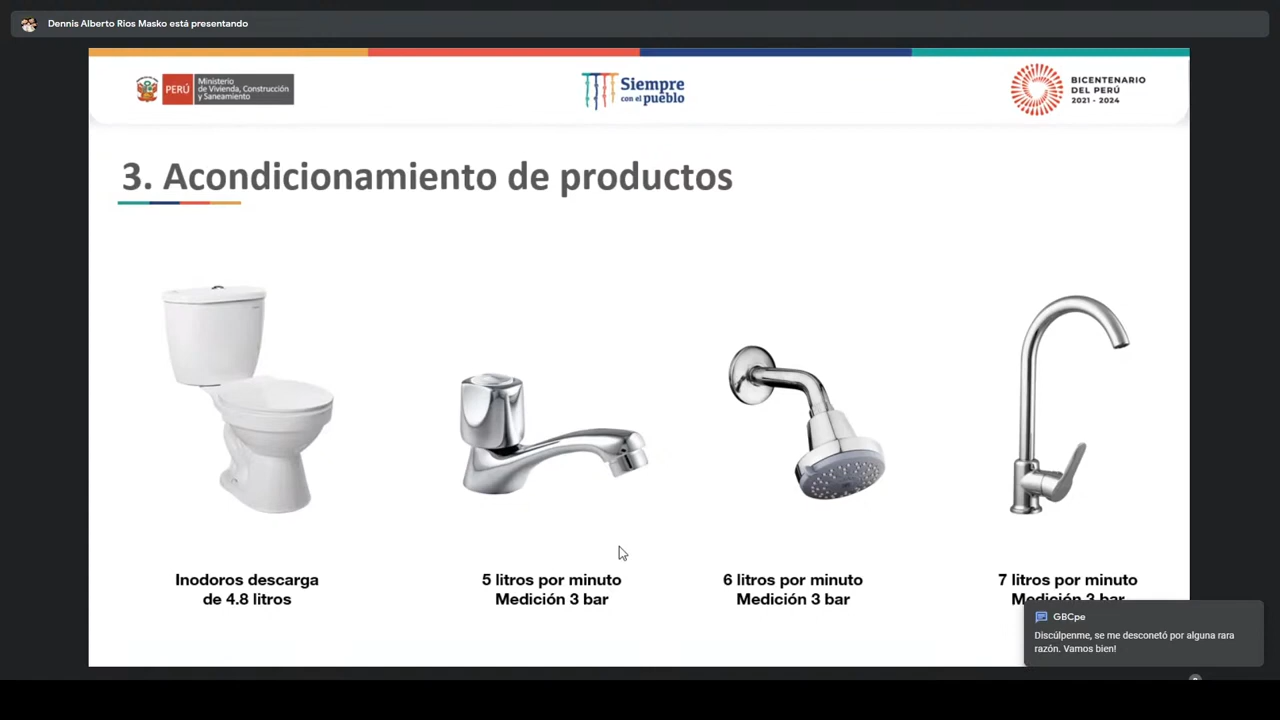 Dennis Alberto Rios Masko está presentando
PERÚ
Ministerio
de Vivienda, Construcción
y Saneamiento
Siempre
con el pueblo
BICENTENARIO
DEL PERÚ
2021 - 2024
3. Acondicionamiento de productos
Inodoros descarga
de 4.8 litros
5 litros por minuto
Medición 3 bar
6 litros por minuto
Medición 3 bar
7 litros por minuto
Medición 3 bar
GBCpe
Discúlpenme, se me desconetó por alguna rara
razón. Vamos bien!